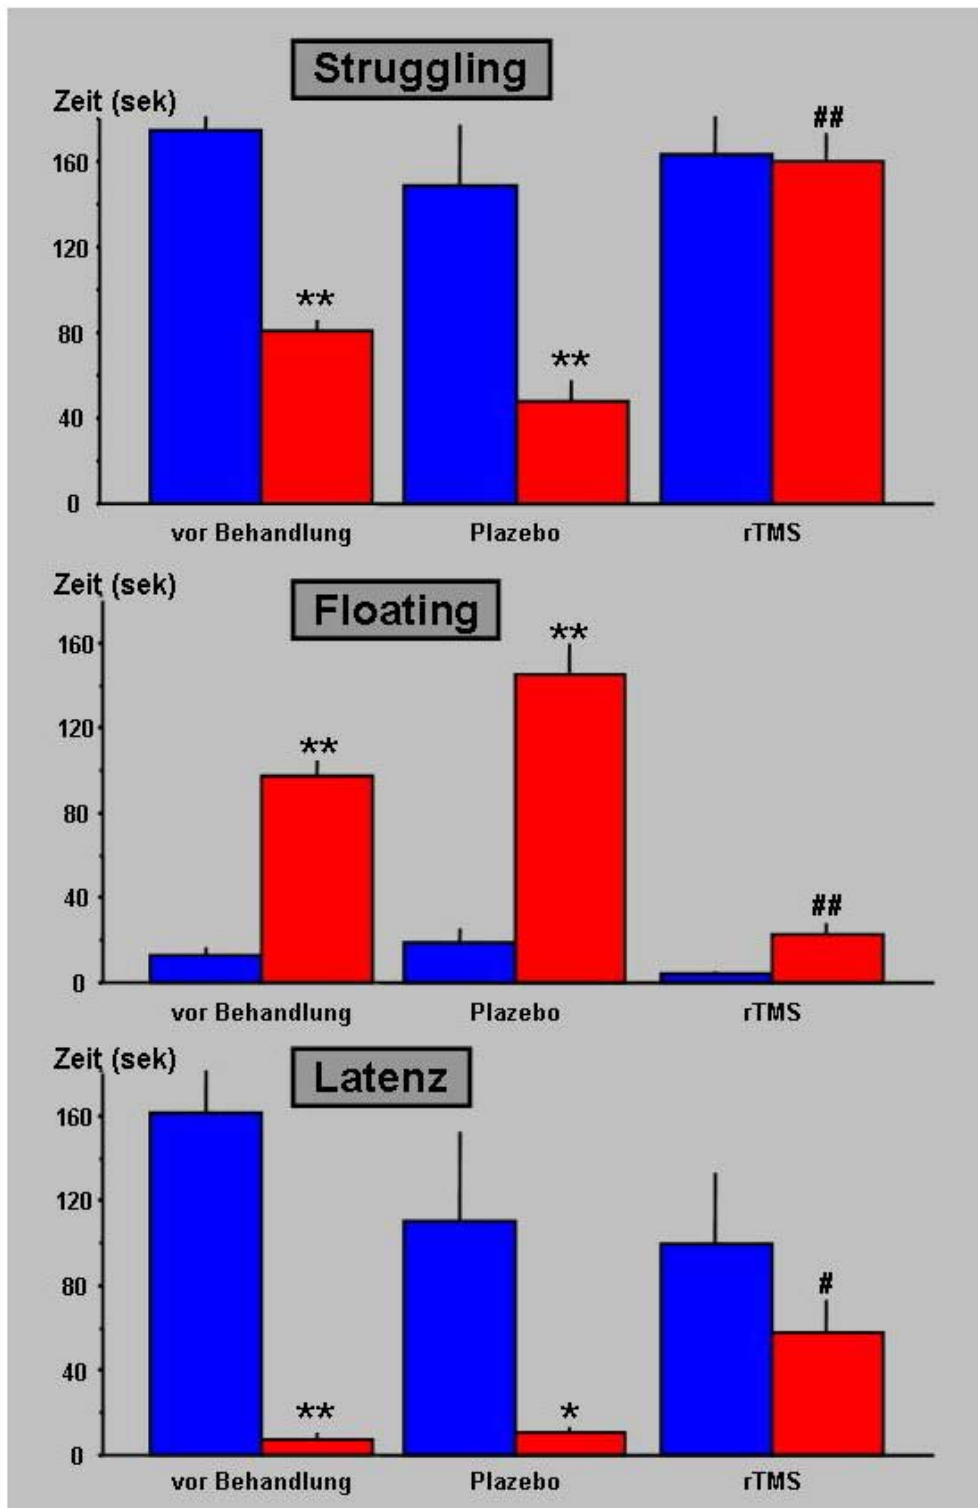 Struggling
Zeit (sek)
##
160
120
**
80
**
40
0
vor Behandlung Plazebo rTMS
Zeit (sek)
Floating
**
160
120
**
80
40
##
0
vor Behandlung Plazebo rTMS
Zeit (sek)
Latenz
160
120
80
#
40
** *
0
vor Behandlung Plazebo rTMS